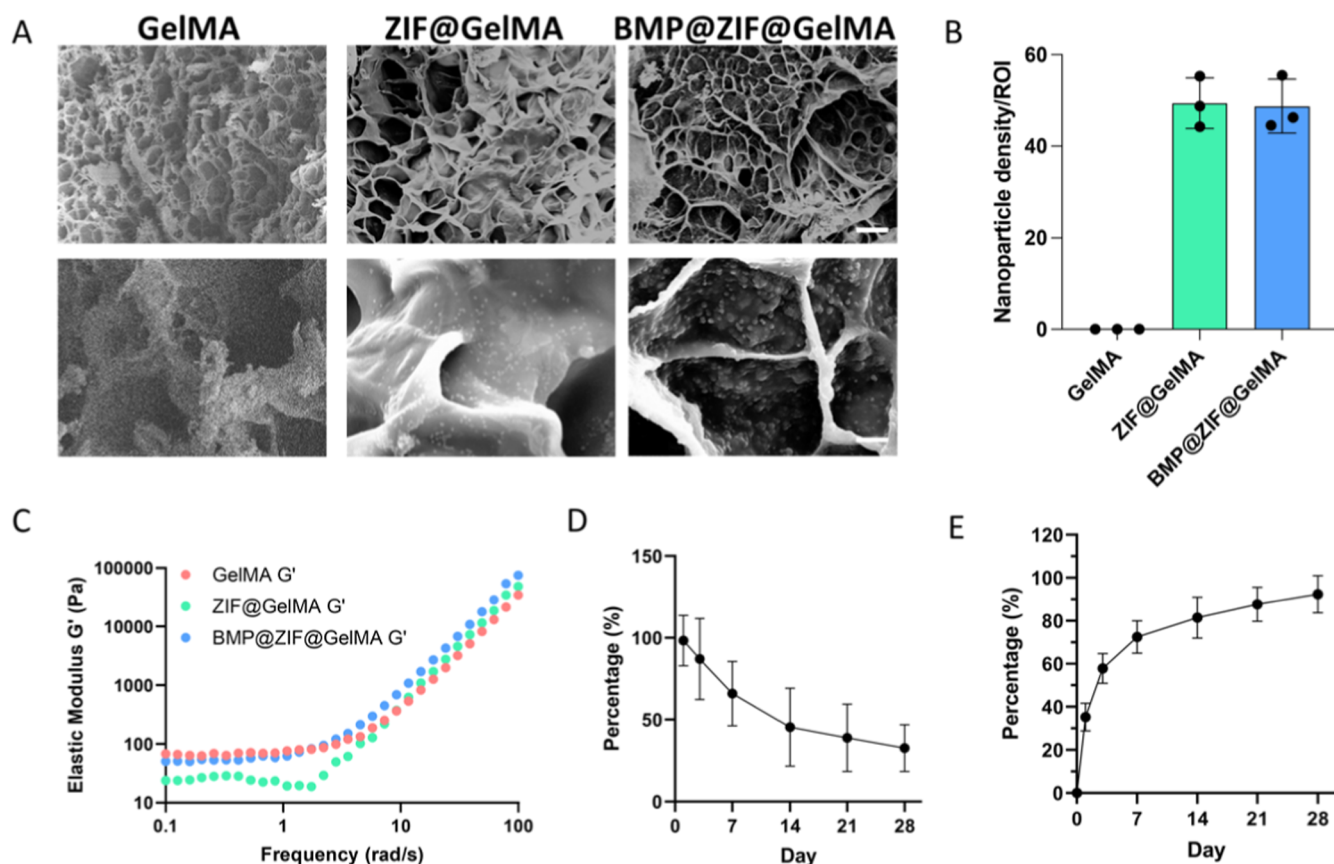 A
GelMA
ZIF@GelMA
BMP@ZIF@GelMA
B
Nanoparticle density/ROI
60
40
20
0
GelMA
ZIF@GelMA
BMP@ZIF@GelMA
C
Elastic Modulus G' (Pa)
100000
10000
1000
100
10
GelMA G'
ZIF@GelMA G'
BMP@ZIF@GelMA G'
0.1
1
10
100
Frequency (rad/s)
D
Percentage (%)
150
100
50
0
0
7
14
21
28
Day
E
Percentage (%)
120
100
80
60
40
20
0
0
7
14
21
28
Day